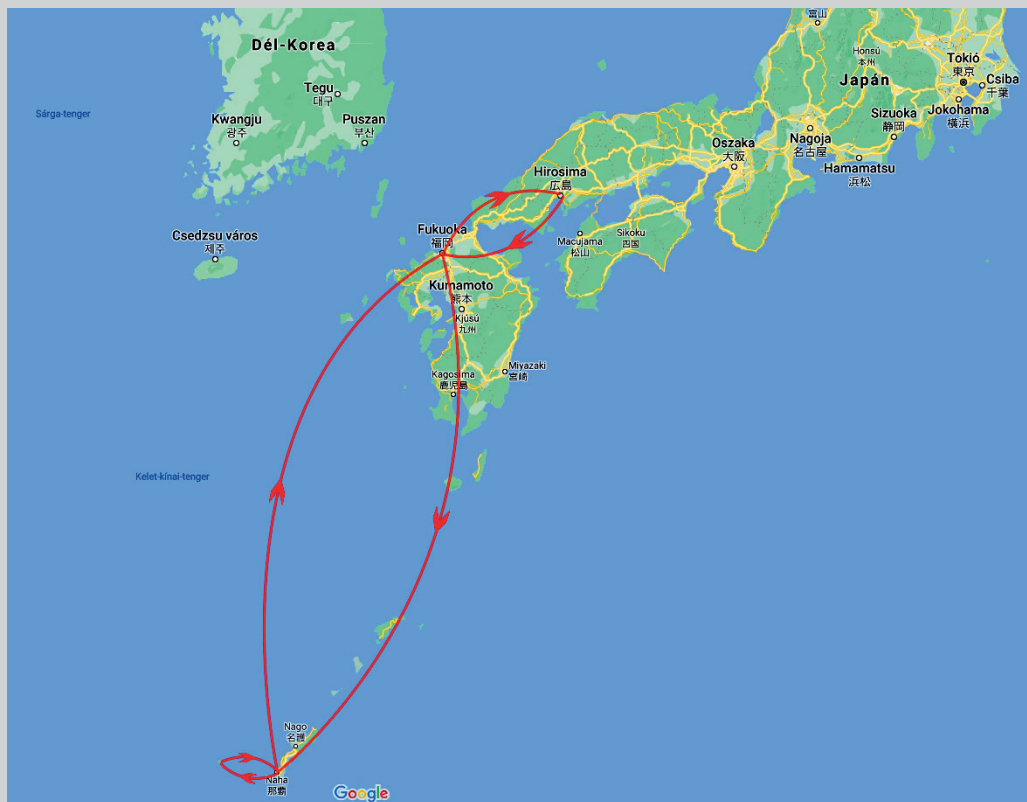 富山
Dél-Korea
Honsú
本州
Tokió
東京
Csiba
千葉
Japán
Tegu
대구
Sárga-tenger
Kwangju
광주
Puszan
부산
Sizuoka
静岡
Jokohama
橫浜
Nagoja
名古屋
Oszaka
大阪
Hamamatsu
浜松
Hirosima
広島
Csedzsu város
제주
Fukuoka
福岡
Macujama
松山
Sikoku
四国
Kumamoto
熊本
Kjúsú
九州
Miyazaki
宮崎
Kagosima
鹿児島
Kelet-kínai-tenger
Nago
名護
Naha
那覇
Google